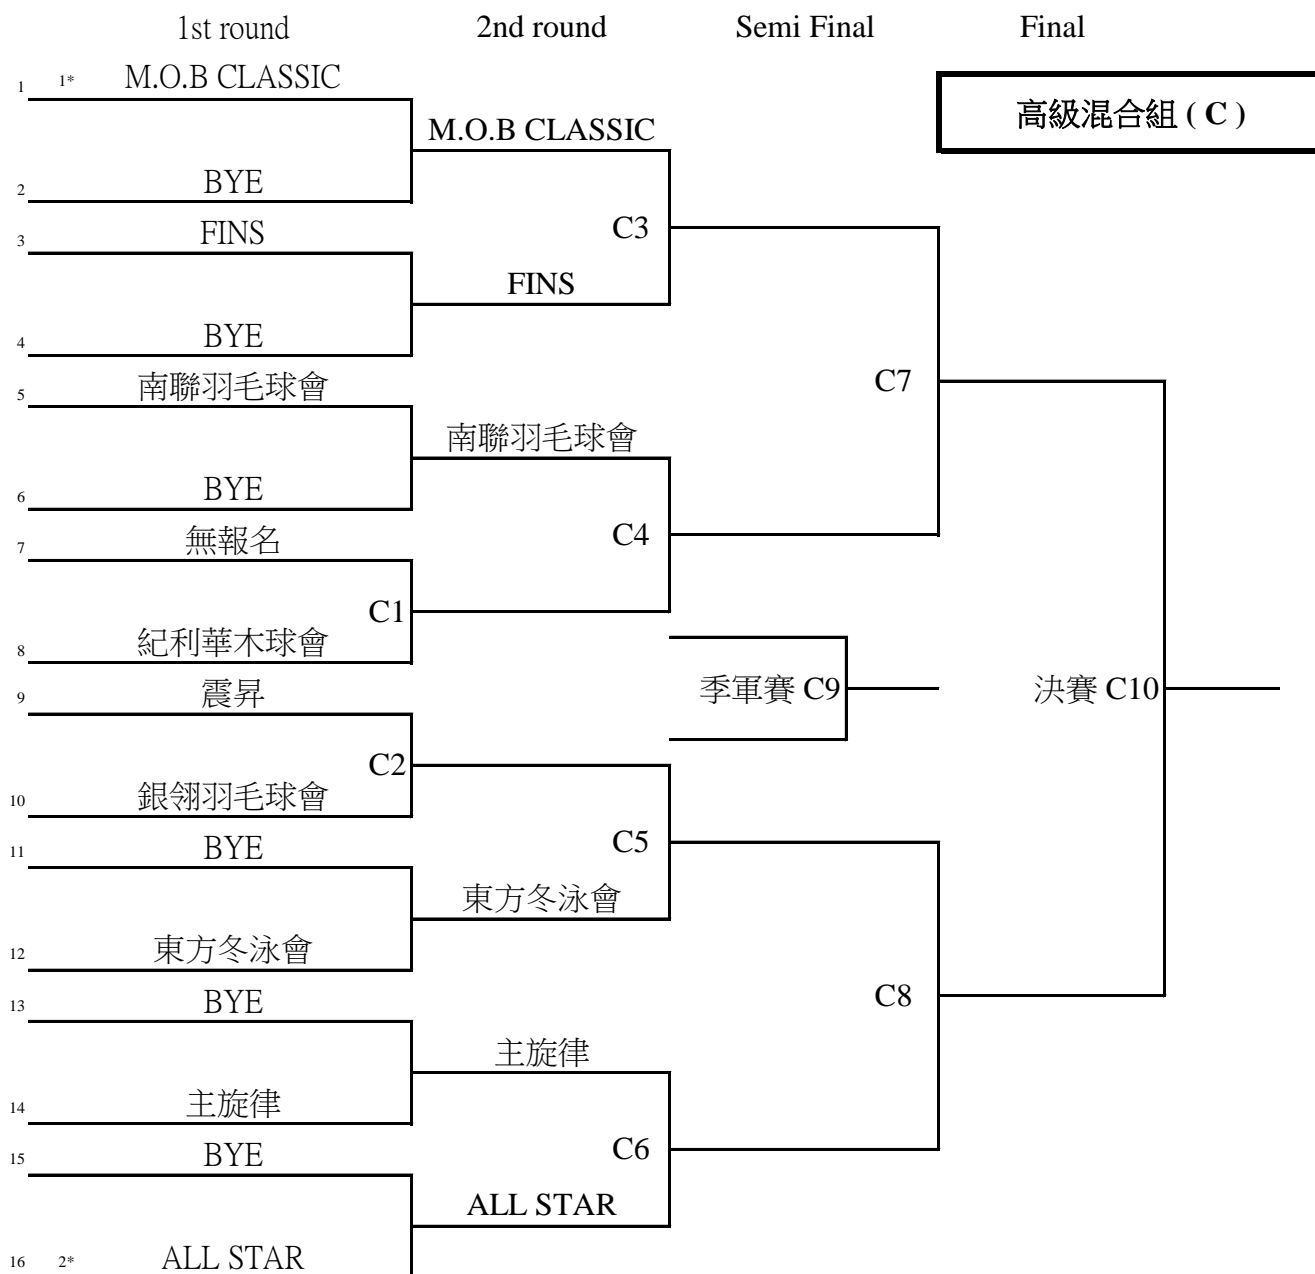 1st round 2nd round Semi Final Final
1 1* M.O.B CLASSIC
高級混合組 ( C )
M.O.B CLASSIC
2 BYE
3 FINS
C3
FINS
4 BYE
5 南聯羽毛球會
C7
南聯羽毛球會
6 BYE
7 無報名
C4
C1
8 紀利華木球會
9 震昇
季軍賽 C9
決賽 C10
C2
10 銀翎羽毛球會
11 BYE
C5
東方冬泳會
12 東方冬泳會
13 BYE
C8
主旋律
14 主旋律
15 BYE
C6
ALL STAR
16 2* ALL STAR